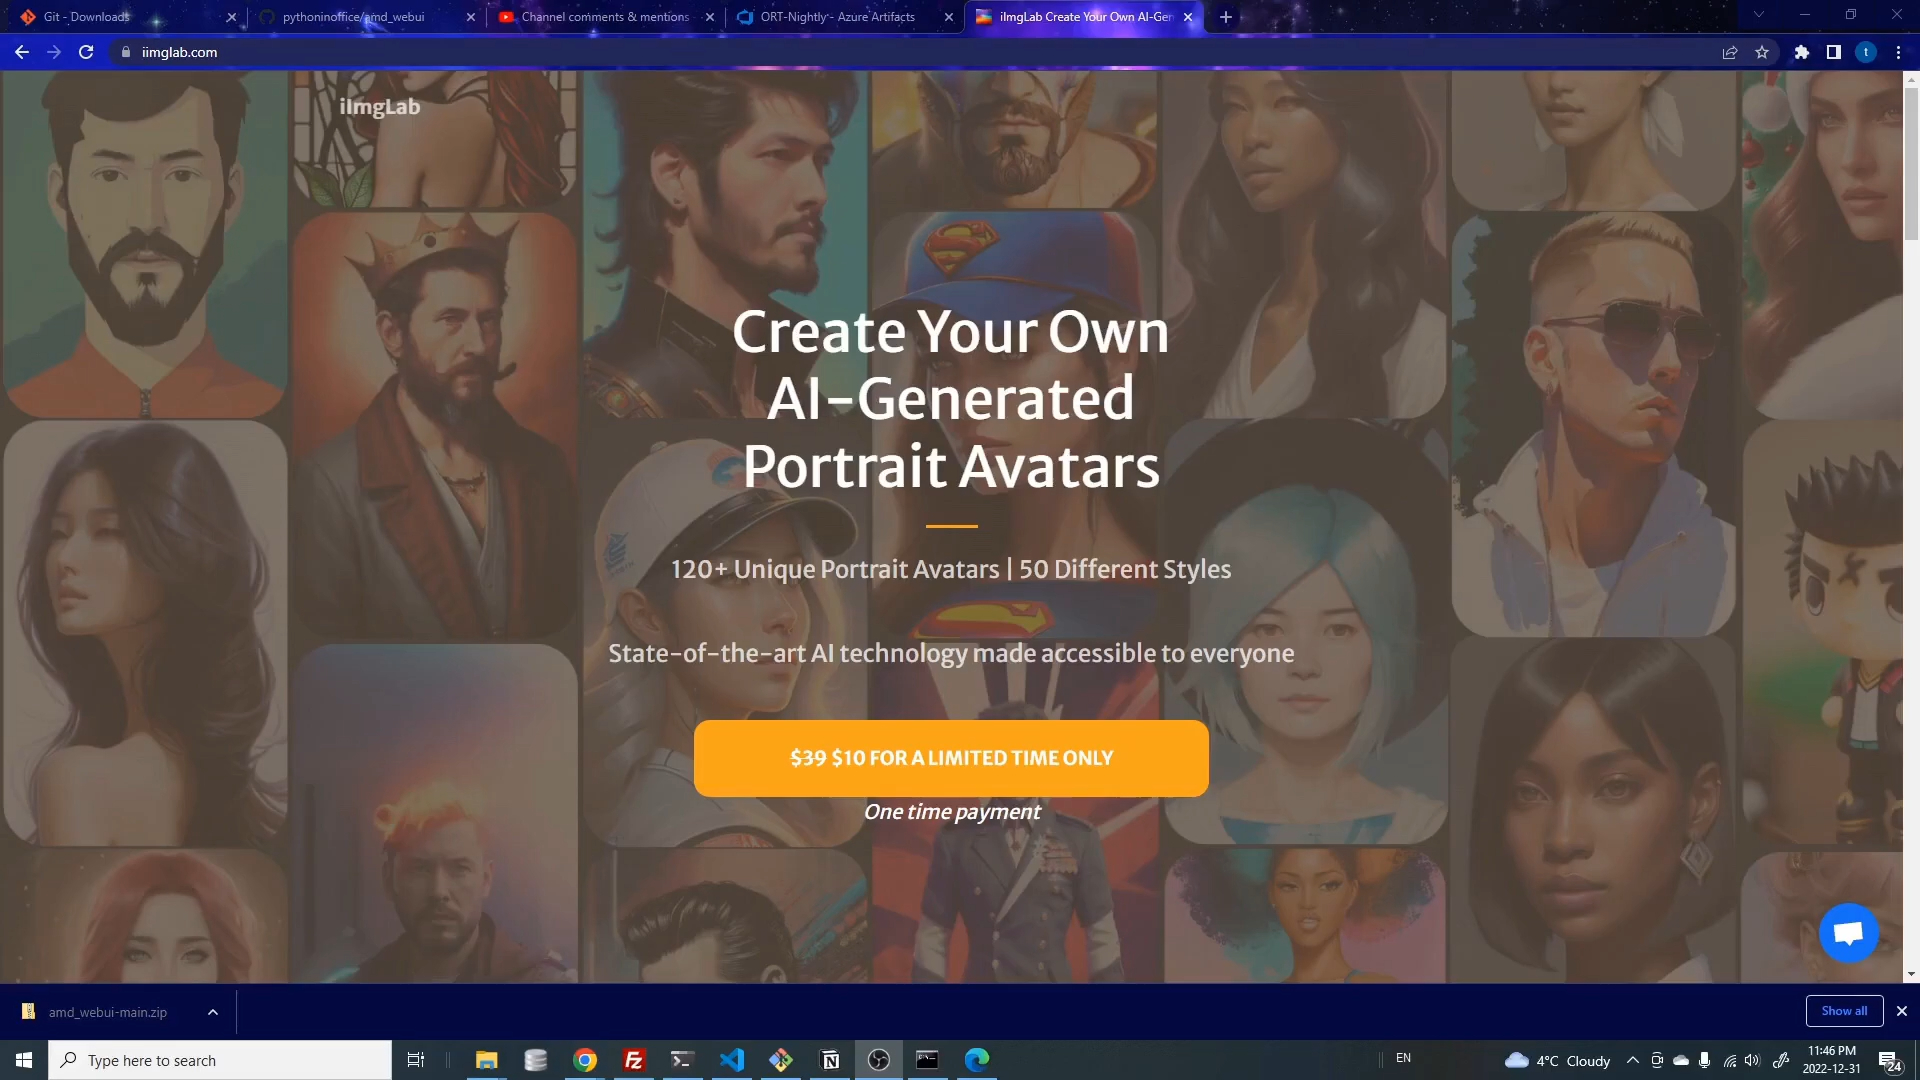 Git - Downloads
pythoninoffice/amd_webui
Channel comments & mentions
ORT-Nightly - Azure Artifacts
iImgLab Create Your Own AI-Gen
iimglab.com
t
iImgLab
Create Your Own
AI-Generated
Portrait Avatars
120+ Unique Portrait Avatars | 50 Different Styles
State-of-the-art AI technology made accessible to everyone
$39 $10 FOR A LIMITED TIME ONLY
One time payment
amd_webui-main.zip
Show all
Type here to search
EN
4°C Cloudy
11:46 PM
2022-12-31
24